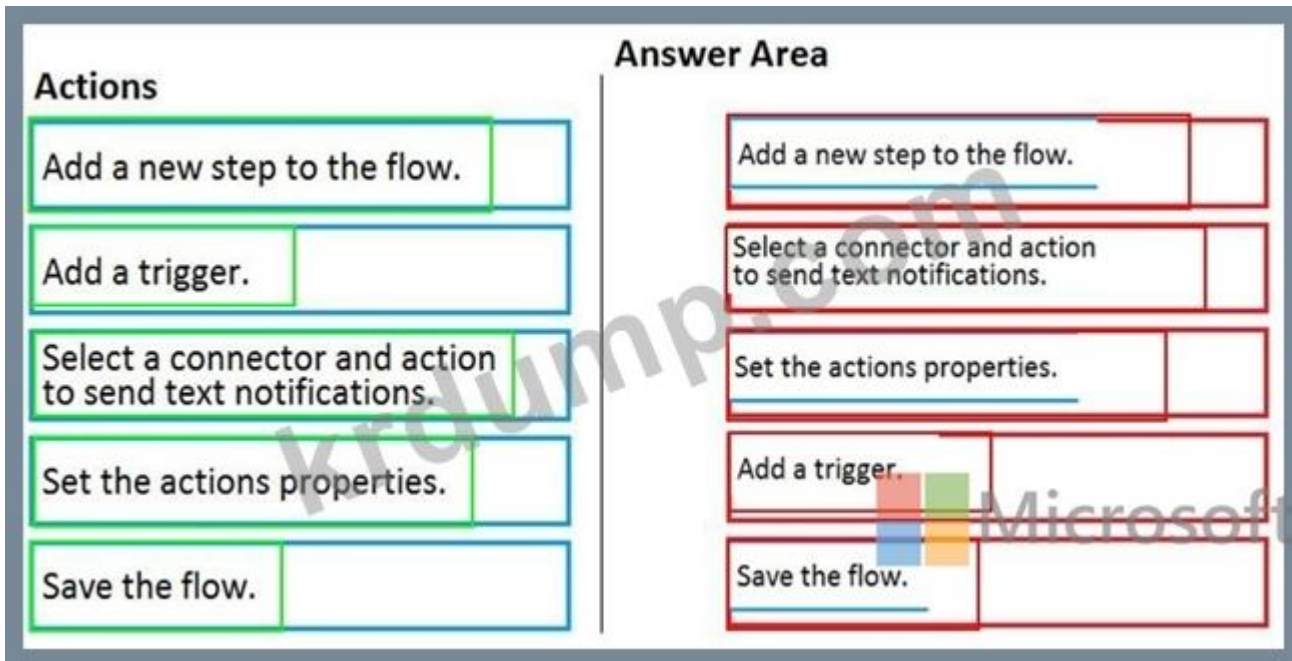 Actions
Add a new step to the flow.
Add a trigger.
Select a connector and action
to send text notifications.
Set the actions properties.
Save the flow.
Answer Area
Add a new step to the flow.
Select a connector and action
to send text notifications.
Set the actions properties.
Add a trigger.
Save the flow.
krdump.com
Microsoft